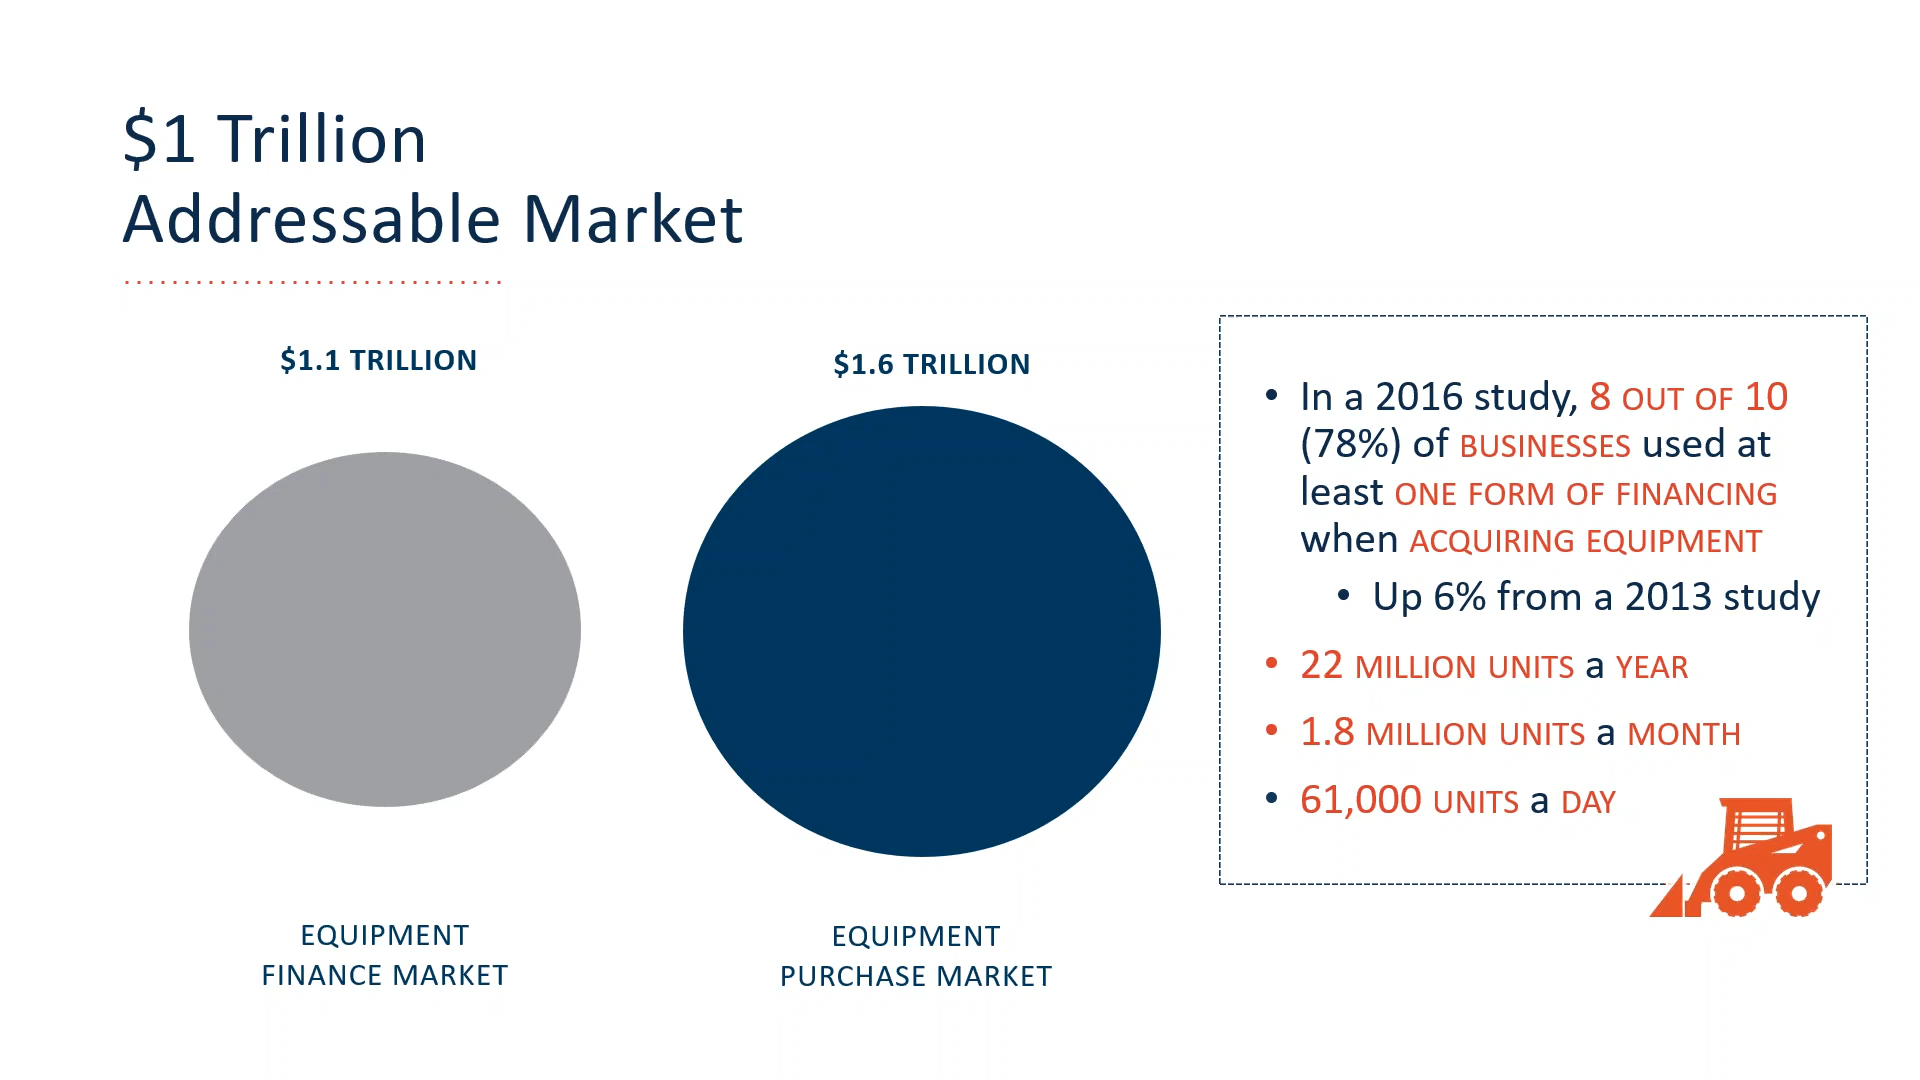 $1 Trillion
Addressable Market
$1.1 TRILLION
EQUIPMENT
FINANCE MARKET
$1.6 TRILLION
EQUIPMENT
PURCHASE MARKET
• In a 2016 study, 8 OUT OF 10
(78%) of BUSINESSES used at
least ONE FORM OF FINANCING
when ACQUIRING EQUIPMENT
• Up 6% from a 2013 study
• 22 MILLION UNITS a YEAR
• 1.8 MILLION UNITS a MONTH
• 61,000 UNITS a DAY